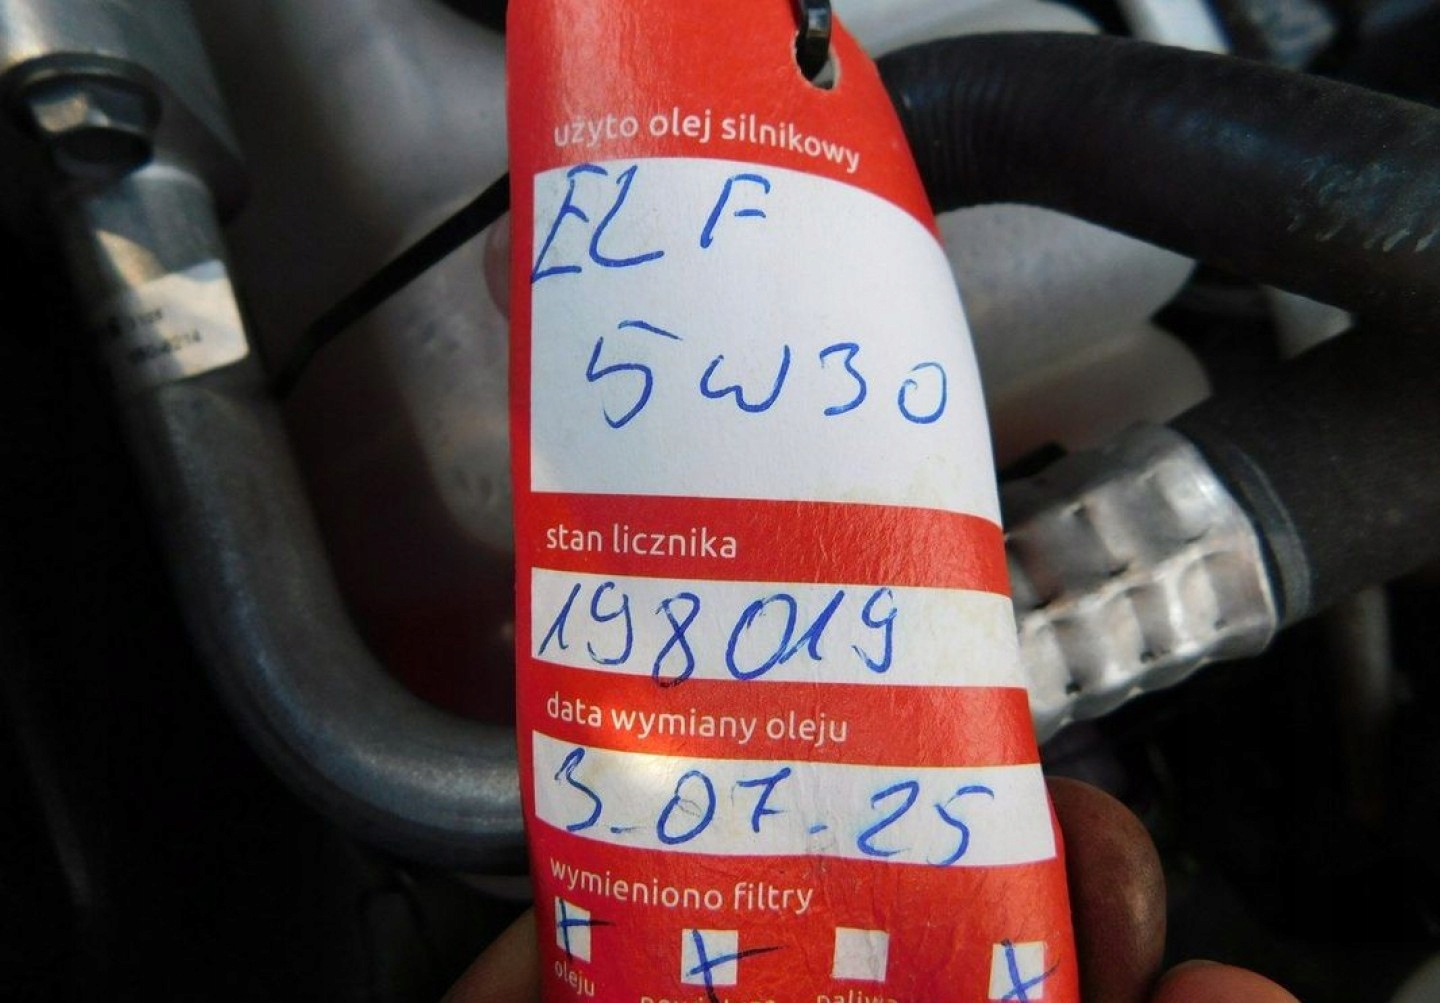 użyto olej silnikowy
ELF
5W30
stan licznika
198019
data wymiany oleju
3-07-25
wymieniono filtry
oleju